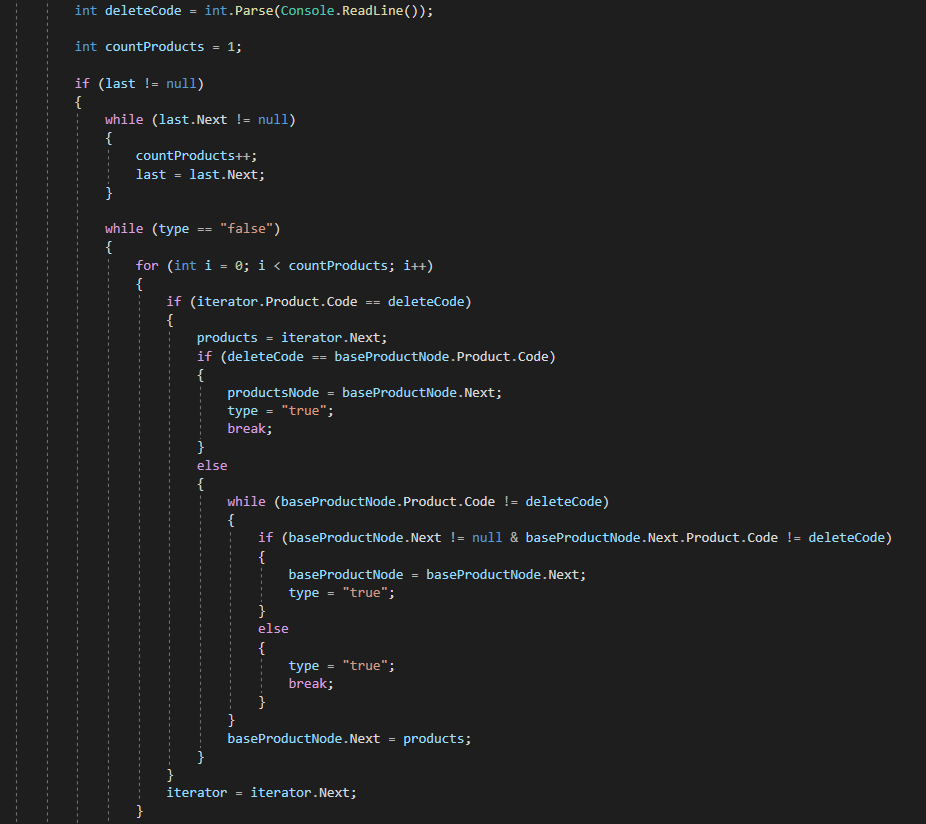 int deleteCode = int.Parse(Console.ReadLine());
int countProducts = 1;
if (last != null)
{
while (last.Next != null)
{
countProducts++;
last = last.Next;
}
while (type == "false")
{
for (int i = 0; i < countProducts; i++)
{
if (iterator.Product.Code == deleteCode)
{
products = iterator.Next;
if (deleteCode == baseProductNode.Product.Code)
{
productsNode = baseProductNode.Next;
type = "true";
break;
}
else
{
while (baseProductNode.Product.Code != deleteCode)
{
if (baseProductNode.Next != null & baseProductNode.Next.Product.Code != deleteCode)
{
baseProductNode = baseProductNode.Next;
type = "true";
}
else
{
type = "true";
break;
}
}
baseProductNode.Next = products;
}
}
iterator = iterator.Next;
}